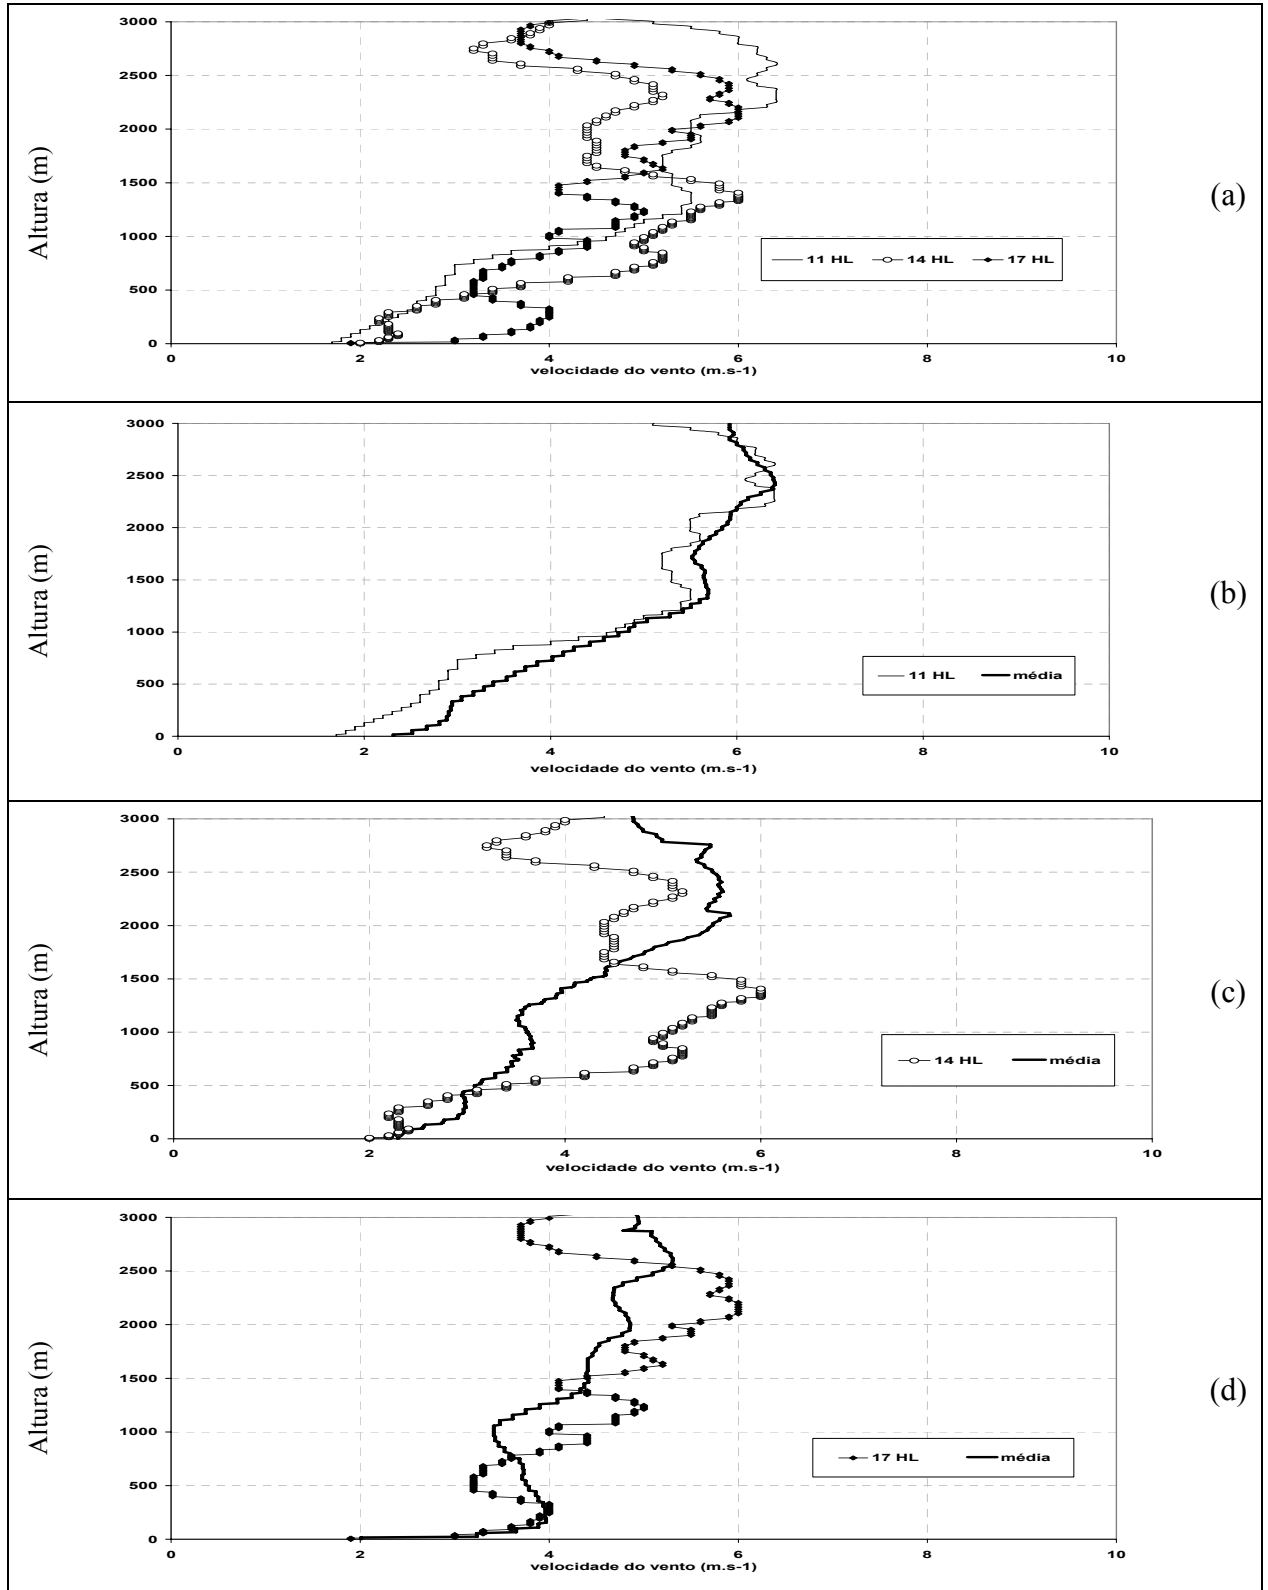 3000
2500
2000
1500
1000
500
0
Altura (m)
0 2 4 6 8 10
velocidade do vento (m.s-1)
11 HL 14 HL 17 HL
(a)
3000
2500
2000
1500
1000
500
0
Altura (m)
0 2 4 6 8 10
velocidade do vento (m.s-1)
11 HL média
(b)
3000
2500
2000
1500
1000
500
0
Altura (m)
0 2 4 6 8 10
velocidade do vento (m.s-1)
14 HL média
(c)
3000
2500
2000
1500
1000
500
0
Altura (m)
0 2 4 6 8 10
velocidade do vento (m.s-1)
17 HL média
(d)